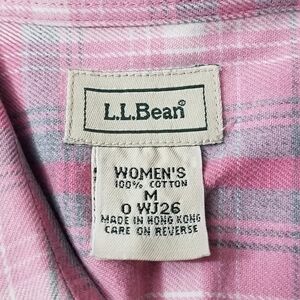 L.L.Bean®
WOMEN'S
100% COTTON
M
0 WJ26
MADE IN HONG KONG
CARE ON REVERSE